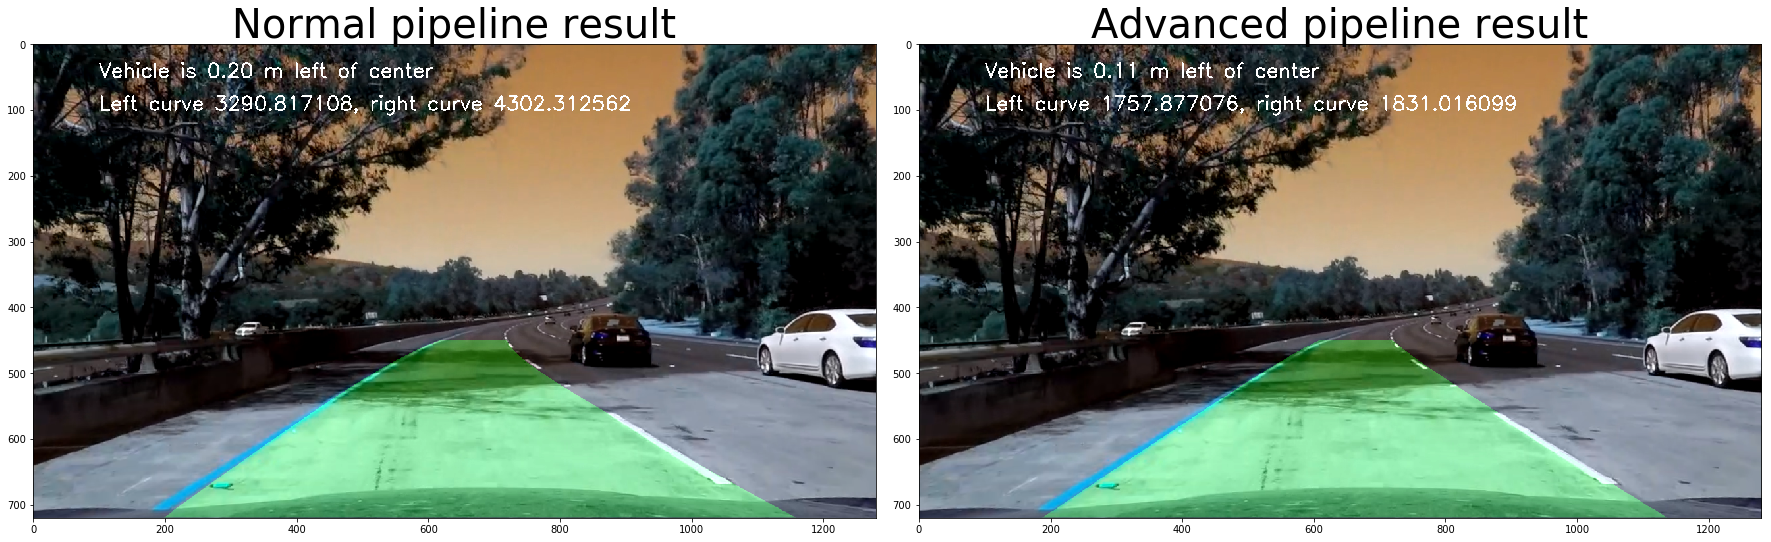 Normal pipeline result
Vehicle is 0.20 m left of center
Left curve 3290.817108, right curve 4302.312562
0
100
200
300
400
500
600
700
0 200 400 600 800 1000 1200
Advanced pipeline result
Vehicle is 0.11 m left of center
Left curve 1757.877076, right curve 1831.016099
0
100
200
300
400
500
600
700
0 200 400 600 800 1000 1200